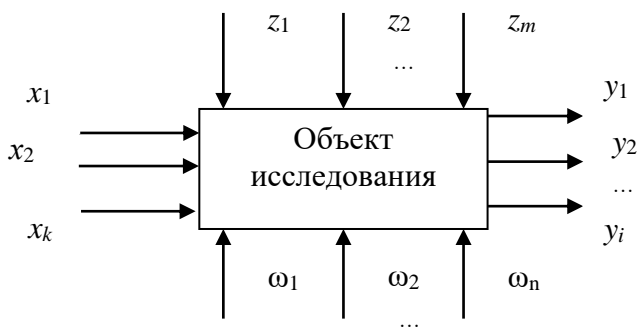 z1 z2 zm
...
x1
y1
Объект
x2
y2
исследования
...
xk
yi
ω1 ω2 ωn
...